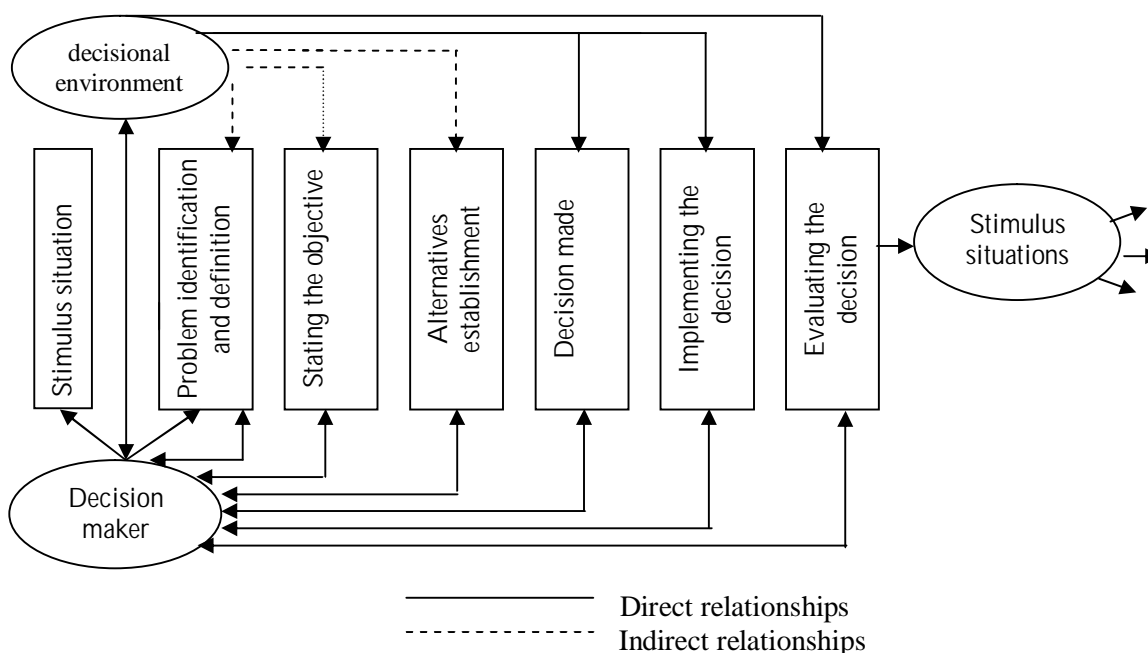 decisional
environment
Stimulus situation
Problem identification
and definition
Stating the objective
Alternatives
establishment
Decision made
Implementing the
decision
Evaluating the
decision
Stimulus
situations
Decision
maker
Direct relationships
Indirect relationships